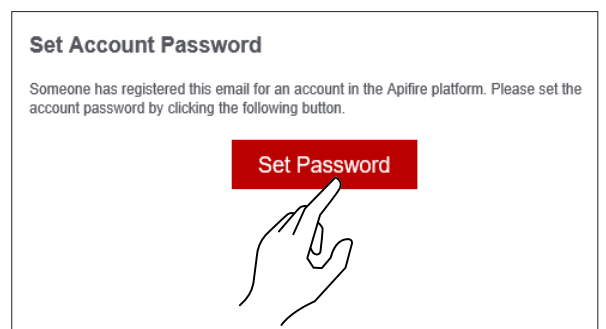 Set Account Password
Someone has registered this email for an account in the Apifire platform. Please set the
account password by clicking the following button.
Set Password